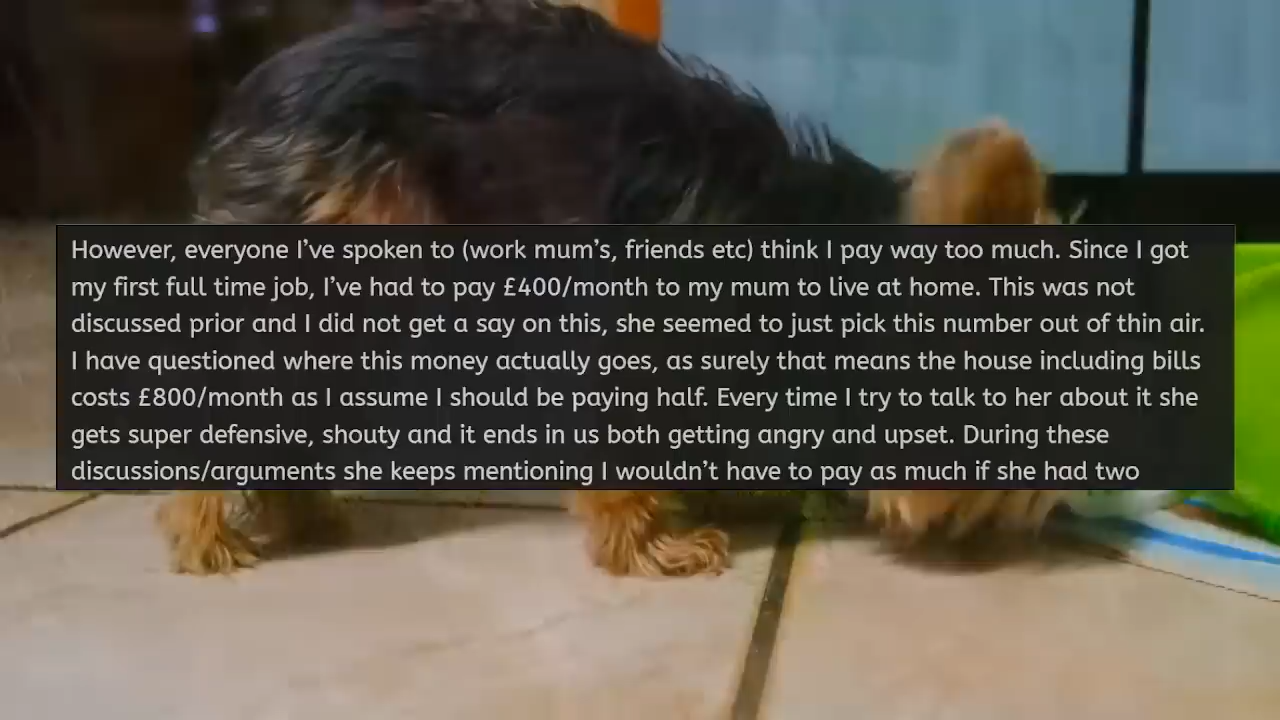 However, everyone I’ve spoken to (work mum’s, friends etc) think I pay way too much. Since I got
my first full time job, I’ve had to pay £400/month to my mum to live at home. This was not
discussed prior and I did not get a say on this, she seemed to just pick this number out of thin air.
I have questioned where this money actually goes, as surely that means the house including bills
costs £800/month as I assume I should be paying half. Every time I try to talk to her about it she
gets super defensive, shouty and it ends in us both getting angry and upset. During these
discussions/arguments she keeps mentioning I wouldn’t have to pay as much if she had two